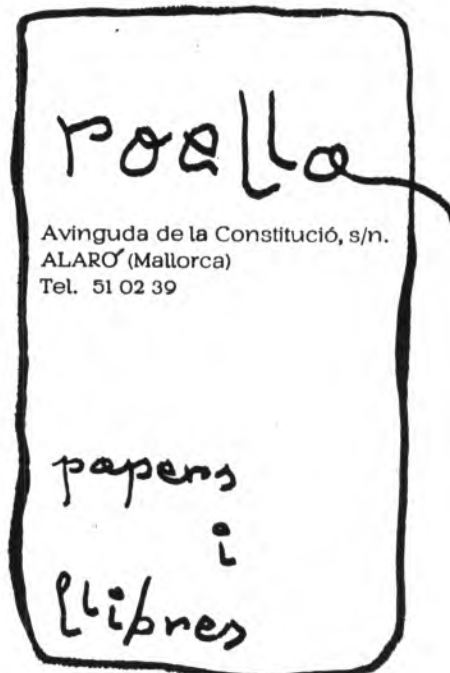 roella
Avinguda de la Constitució, s/n.
ALARÓ (Mallorca)
Tel. 51 02 39
papers
i
llibres